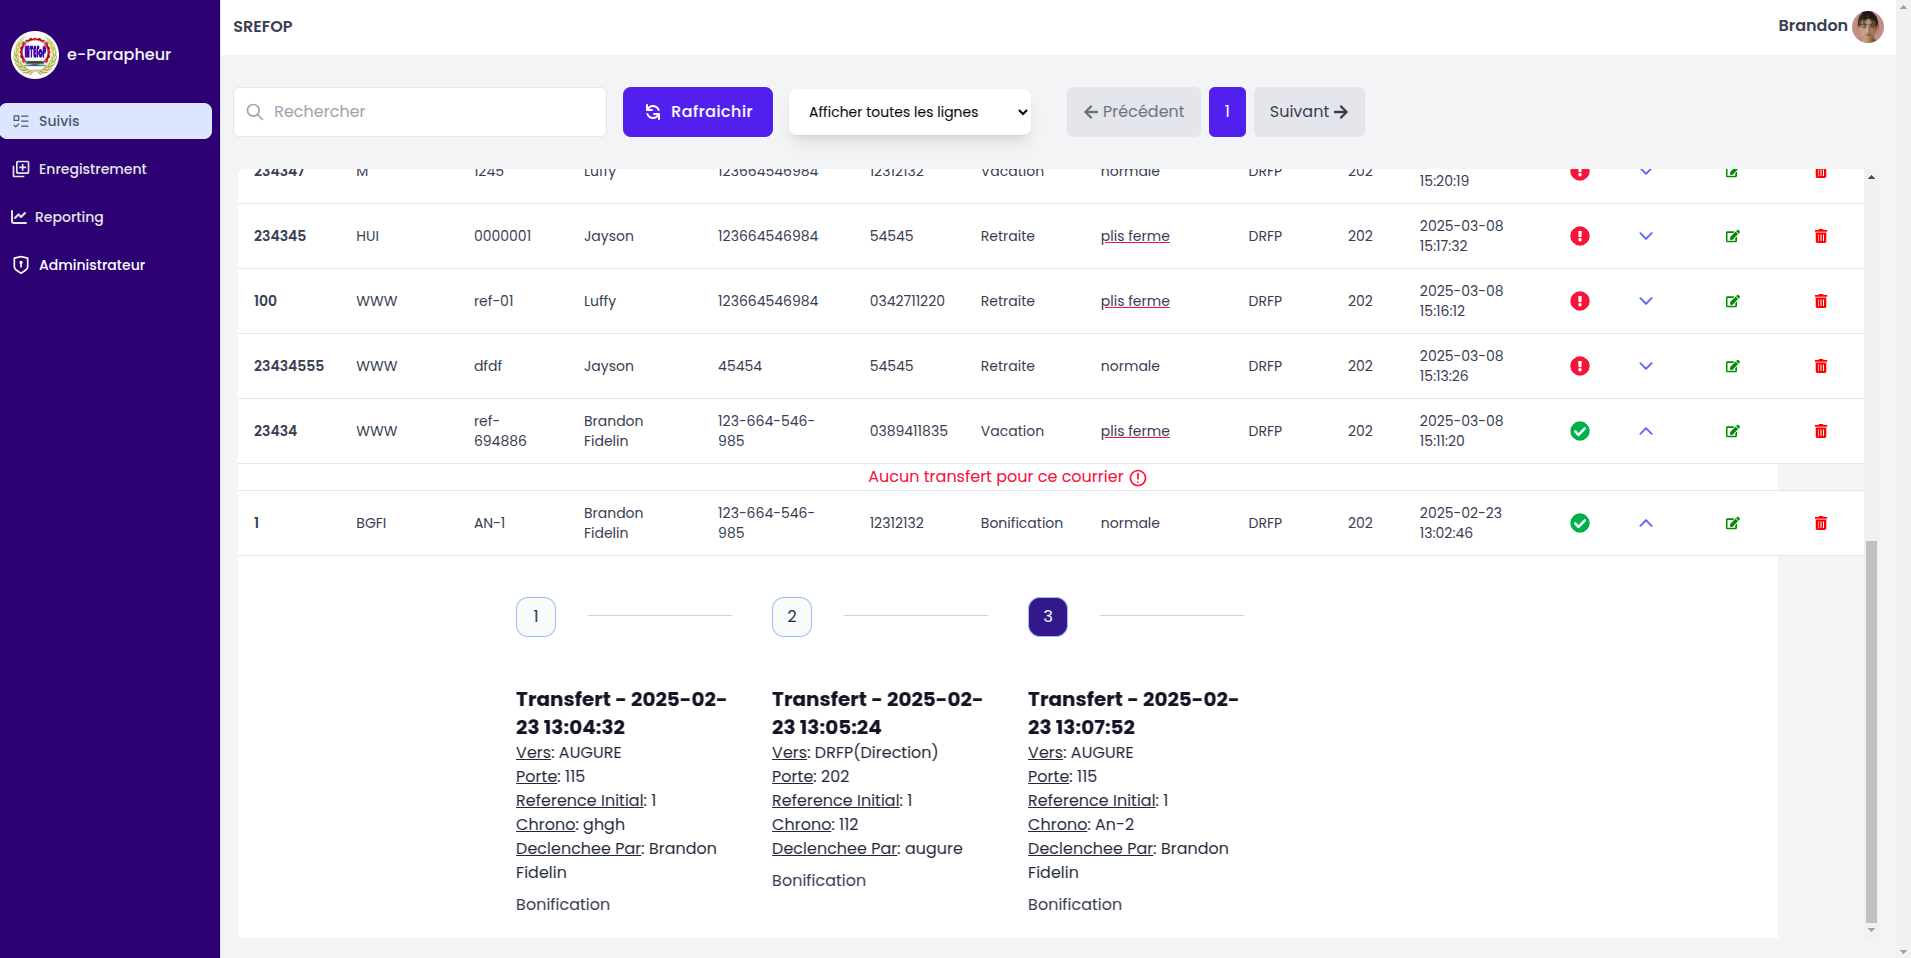 SREFOP
Brandon
MTEFoP
e-Parapheur
Suivis
Enregistrement
Reporting
Administrateur
Rechercher
Rafraichir
Afficher toutes les lignes
Précédent
1
Suivant
234347 M 1245 Luffy 123664546984 12312132 Vacation normale DRFP 202 15:20:19
234345 HUI 0000001 Jayson 123664546984 54545 Retraite plis ferme DRFP 202 2025-03-08
15:17:32
100 WWW ref-01 Luffy 123664546984 0342711220 Retraite plis ferme DRFP 202 2025-03-08
15:16:12
23434555 WWW dfdf Jayson 45454 54545 Retraite normale DRFP 202 2025-03-08
15:13:26
23434 WWW ref- Brandon 123-664-546- 0389411835 Vacation plis ferme DRFP 202 2025-03-08
694886 Fidelin 985 15:11:20
Aucun transfert pour ce courrier
1 BGFI AN-1 Brandon 123-664-546- 12312132 Bonification normale DRFP 202 2025-02-23
Fidelin 985 13:02:46
1
Transfert - 2025-02-
23 13:04:32
Vers: AUGURE
Porte: 115
Reference Initial: 1
Chrono: ghgh
Declenchee Par: Brandon
Fidelin
Bonification
2
Transfert - 2025-02-
23 13:05:24
Vers: DRFP(Direction)
Porte: 202
Reference Initial: 1
Chrono: 112
Declenchee Par: augure
Bonification
3
Transfert - 2025-02-
23 13:07:52
Vers: AUGURE
Porte: 115
Reference Initial: 1
Chrono: An-2
Declenchee Par: Brandon
Fidelin
Bonification